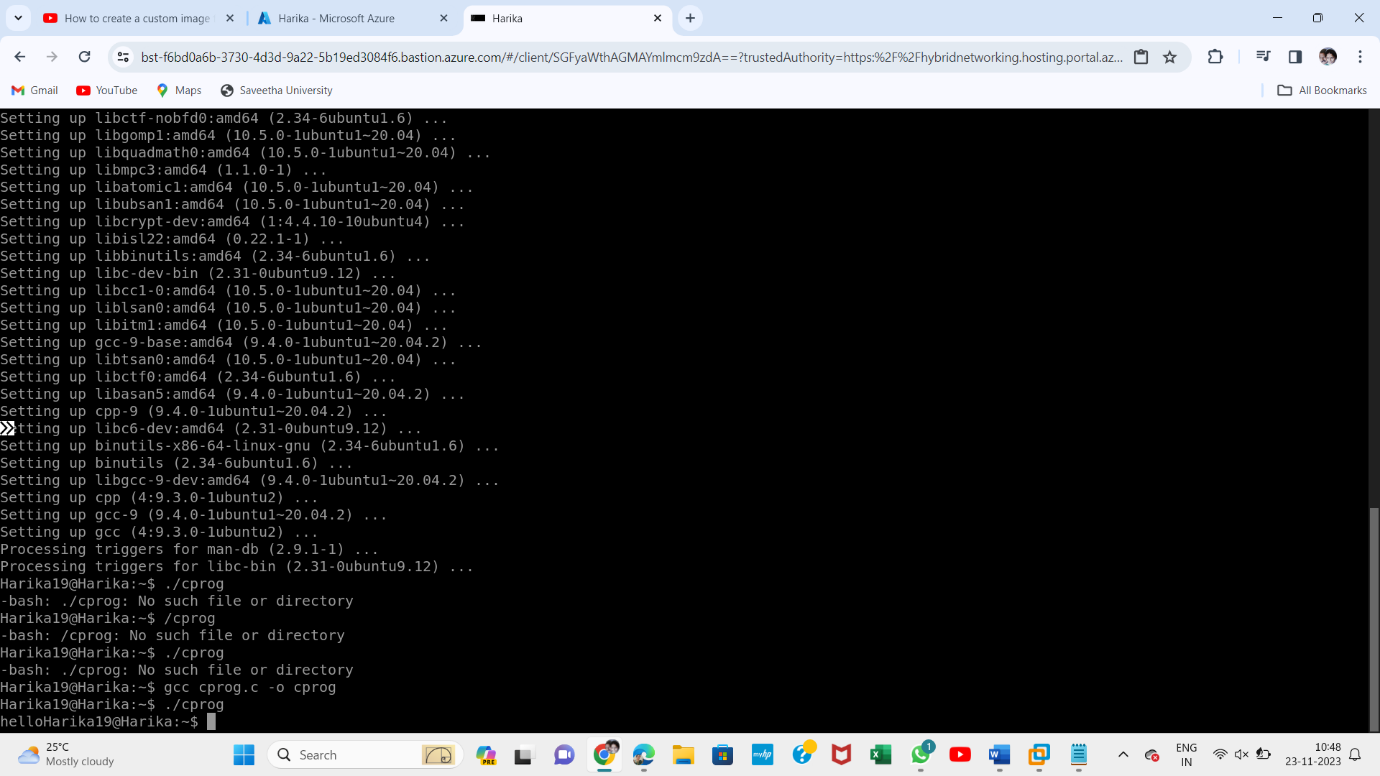 How to create a custom image
Harika - Microsoft Azure
Harika
bst-f6bd0a6b-3730-4d3d-9a22-5b19ed3084f6.bastion.azure.com/#/client/SGFyaWthAGMAYmlmcm9zdA==?trustedAuthority=https:%2F%2Fhybridnetworking.hosting.portal.az...
Gmail
YouTube
Maps
Saveetha University
All Bookmarks
Setting up libctf-nobfd0:amd64 (2.34-6ubuntu1.6) ...
Setting up libgomp1:amd64 (10.5.0-1ubuntu1~20.04) ...
Setting up libquadmath0:amd64 (10.5.0-1ubuntu1~20.04) ...
Setting up libmpc3:amd64 (1.1.0-1) ...
Setting up libatomic1:amd64 (10.5.0-1ubuntu1~20.04) ...
Setting up libubsan1:amd64 (10.5.0-1ubuntu1~20.04) ...
Setting up libcrypt-dev:amd64 (1:4.4.10-10ubuntu4) ...
Setting up libisl22:amd64 (0.22.1-1) ...
Setting up libbinutils:amd64 (2.34-6ubuntu1.6) ...
Setting up libc-dev-bin (2.31-0ubuntu9.12) ...
Setting up libcc1-0:amd64 (10.5.0-1ubuntu1~20.04) ...
Setting up liblsan0:amd64 (10.5.0-1ubuntu1~20.04) ...
Setting up libitm1:amd64 (10.5.0-1ubuntu1~20.04) ...
Setting up gcc-9-base:amd64 (9.4.0-1ubuntu1~20.04.2) ...
Setting up libtsan0:amd64 (10.5.0-1ubuntu1~20.04) ...
Setting up libctf0:amd64 (2.34-6ubuntu1.6) ...
Setting up libasan5:amd64 (9.4.0-1ubuntu1~20.04.2) ...
Setting up cpp-9 (9.4.0-1ubuntu1~20.04.2) ...
»etting up libc6-dev:amd64 (2.31-0ubuntu9.12) ...
Setting up binutils-x86-64-linux-gnu (2.34-6ubuntu1.6) ...
Setting up binutils (2.34-6ubuntu1.6) ...
Setting up libgcc-9-dev:amd64 (9.4.0-1ubuntu1~20.04.2) ...
Setting up cpp (4:9.3.0-1ubuntu2) ...
Setting up gcc-9 (9.4.0-1ubuntu1~20.04.2) ...
Setting up gcc (4:9.3.0-1ubuntu2) ...
Processing triggers for man-db (2.9.1-1) ...
Processing triggers for libc-bin (2.31-0ubuntu9.12) ...
Harika19@Harika:~$ ./cprog
-bash: ./cprog: No such file or directory
Harika19@Harika:~$ /cprog
-bash: /cprog: No such file or directory
Harika19@Harika:~$ ./cprog
-bash: ./cprog: No such file or directory
Harika19@Harika:~$ gcc cprog.c -o cprog
Harika19@Harika:~$ ./cprog
helloHarika19@Harika:~$
25°C
Mostly cloudy
Search
PRE
myhp
1
ENG
IN
10:48
23-11-2023